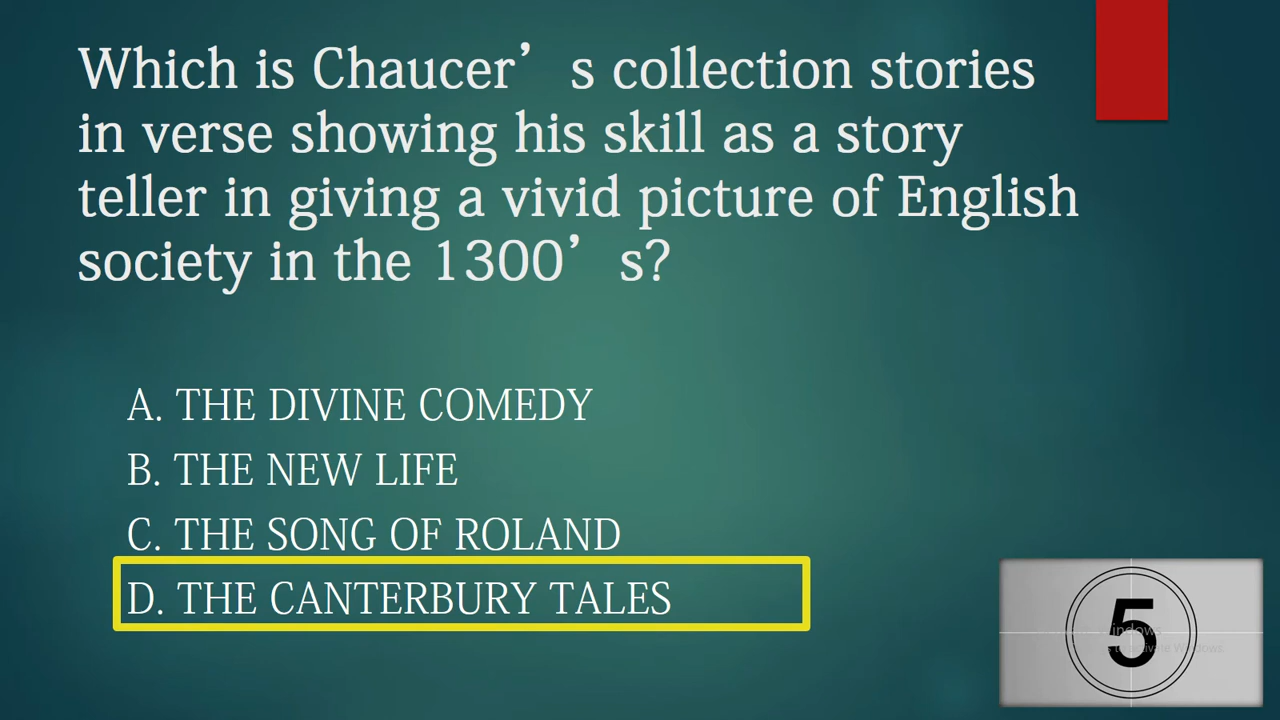 Which is Chaucer’s collection stories
in verse showing his skill as a story
teller in giving a vivid picture of English
society in the 1300’s?
A. THE DIVINE COMEDY
B. THE NEW LIFE
C. THE SONG OF ROLAND
D. THE CANTERBURY TALES
5
Windows